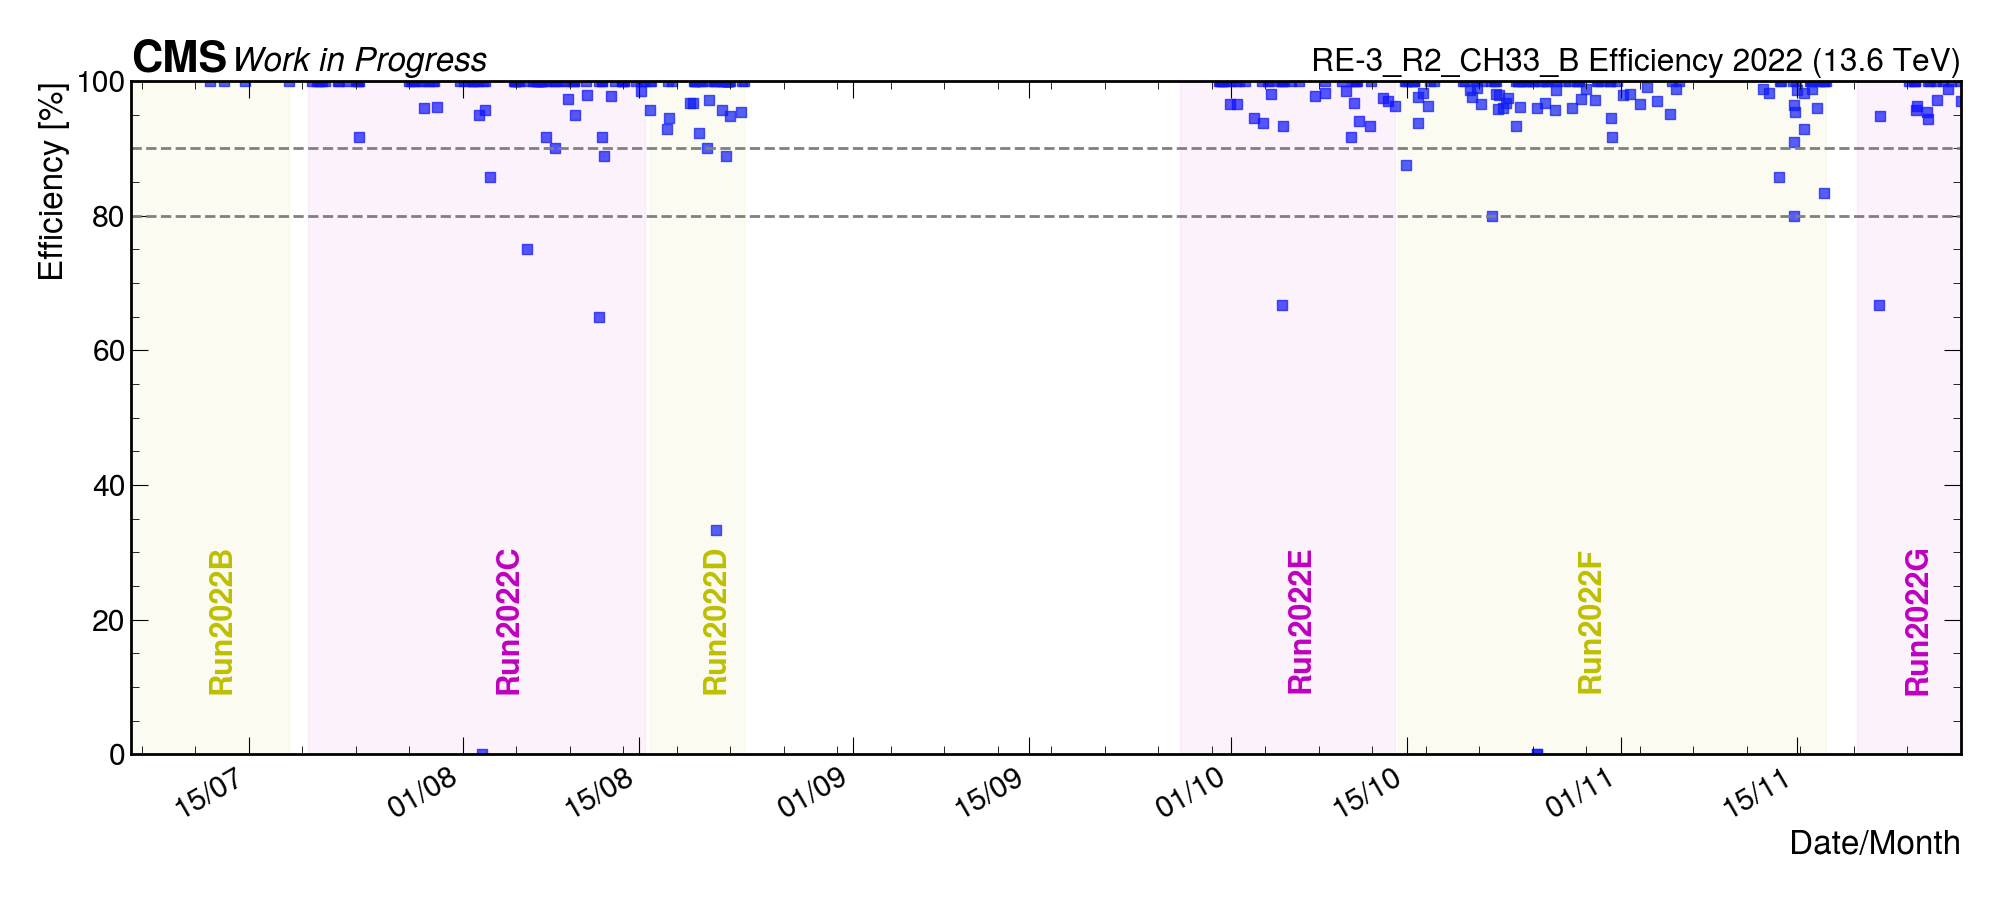 CMS Work in Progress
RE-3_R2_CH33_B Efficiency 2022 (13.6 TeV)
Efficiency [%]
100
80
60
40
20
0
Run2022B
Run2022C
Run2022D
Run2022E
Run2022F
Run2022G
15/07
01/08
15/08
01/09
15/09
01/10
15/10
01/11
15/11
Date/Month